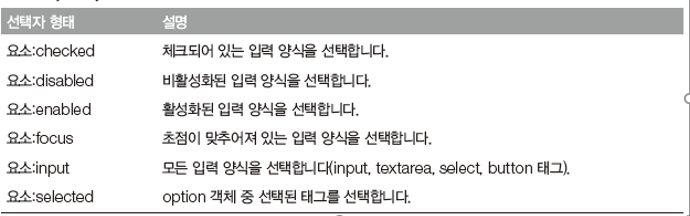 선택자 형태 설명
요소:checked 체크되어 있는 입력 양식을 선택합니다.
요소:disabled 비활성화된 입력 양식을 선택합니다.
요소:enabled 활성화된 입력 양식을 선택합니다.
요소:focus 초점이 맞추어져 있는 입력 양식을 선택합니다.
요소:input 모든 입력 양식을 선택합니다(input, textarea, select, button 태그).
요소:selected option 객체 중 선택된 태그를 선택합니다.